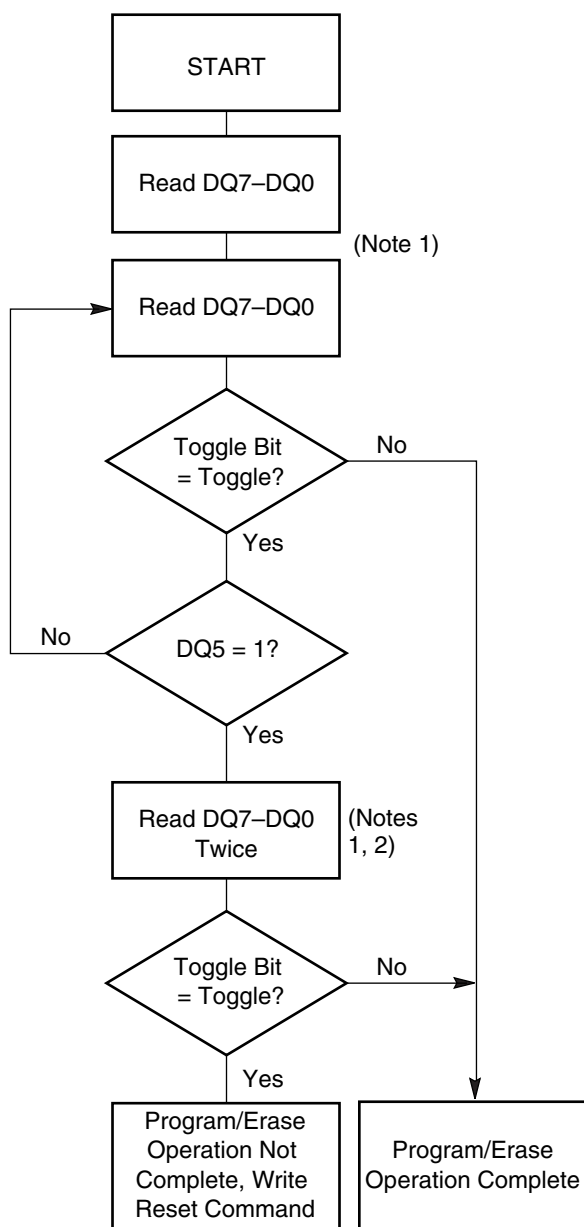 START
Read DQ7–DQ0
(Note 1)
Read DQ7–DQ0
Toggle Bit
= Toggle?
No
Yes
No
DQ5 = 1?
Yes
Read DQ7–DQ0
Twice
(Notes
1, 2)
Toggle Bit
= Toggle?
No
Yes
Program/Erase
Operation Not
Complete, Write
Reset Command
Program/Erase
Operation Complete